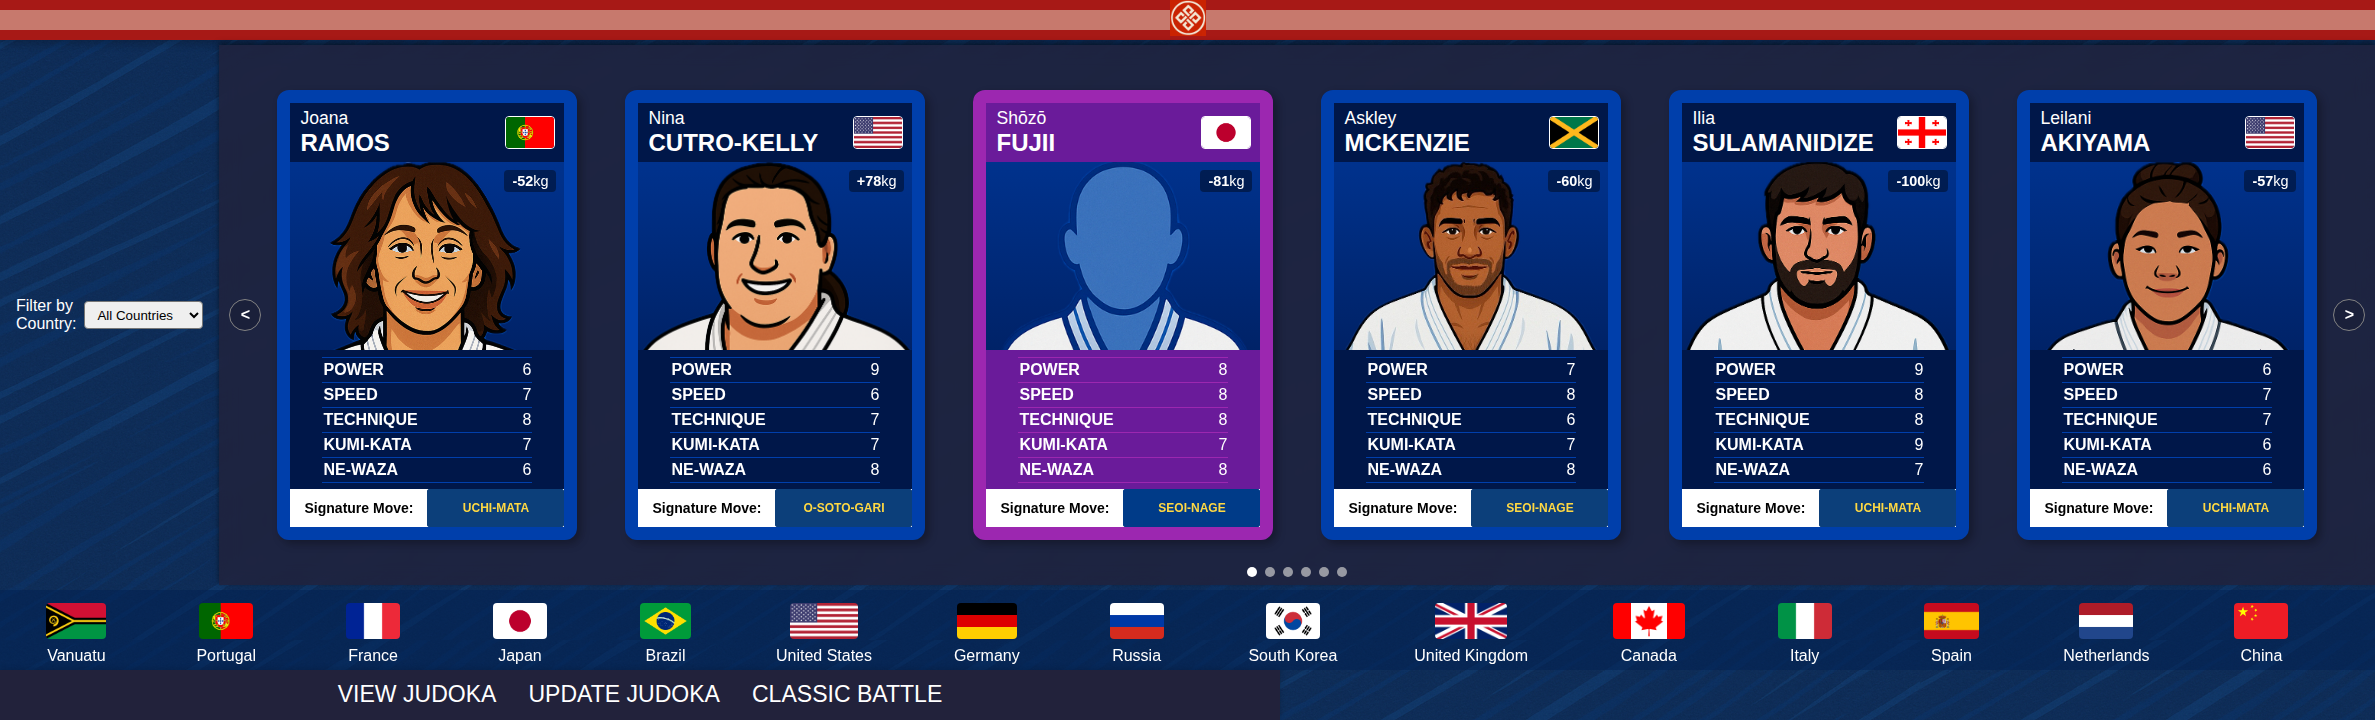 Joana
RAMOS
-52kg
POWER 6
SPEED 7
TECHNIQUE 8
KUMI-KATA 7
NE-WAZA 6
Signature Move: UCHI-MATA
Nina
CUTRO-KELLY
+78kg
POWER 9
SPEED 6
TECHNIQUE 7
KUMI-KATA 7
NE-WAZA 8
Signature Move: O-SOTO-GARI
Shōzō
FUJII
-81kg
POWER 8
SPEED 8
TECHNIQUE 8
KUMI-KATA 7
NE-WAZA 8
Signature Move: SEOI-NAGE
Askley
MCKENZIE
-60kg
POWER 7
SPEED 8
TECHNIQUE 6
KUMI-KATA 7
NE-WAZA 8
Signature Move: SEOI-NAGE
Ilia
SULAMANIDIZE
-100kg
POWER 9
SPEED 8
TECHNIQUE 8
KUMI-KATA 9
NE-WAZA 7
Signature Move: UCHI-MATA
Leilani
AKIYAMA
-57kg
POWER 6
SPEED 7
TECHNIQUE 7
KUMI-KATA 6
NE-WAZA 6
Signature Move: UCHI-MATA
Filter by
Country:
All Countries
<
>
Vanuatu
Portugal
France
Japan
Brazil
United States
Germany
Russia
South Korea
United Kingdom
Canada
Italy
Spain
Netherlands
China
VIEW JUDOKA UPDATE JUDOKA CLASSIC BATTLE